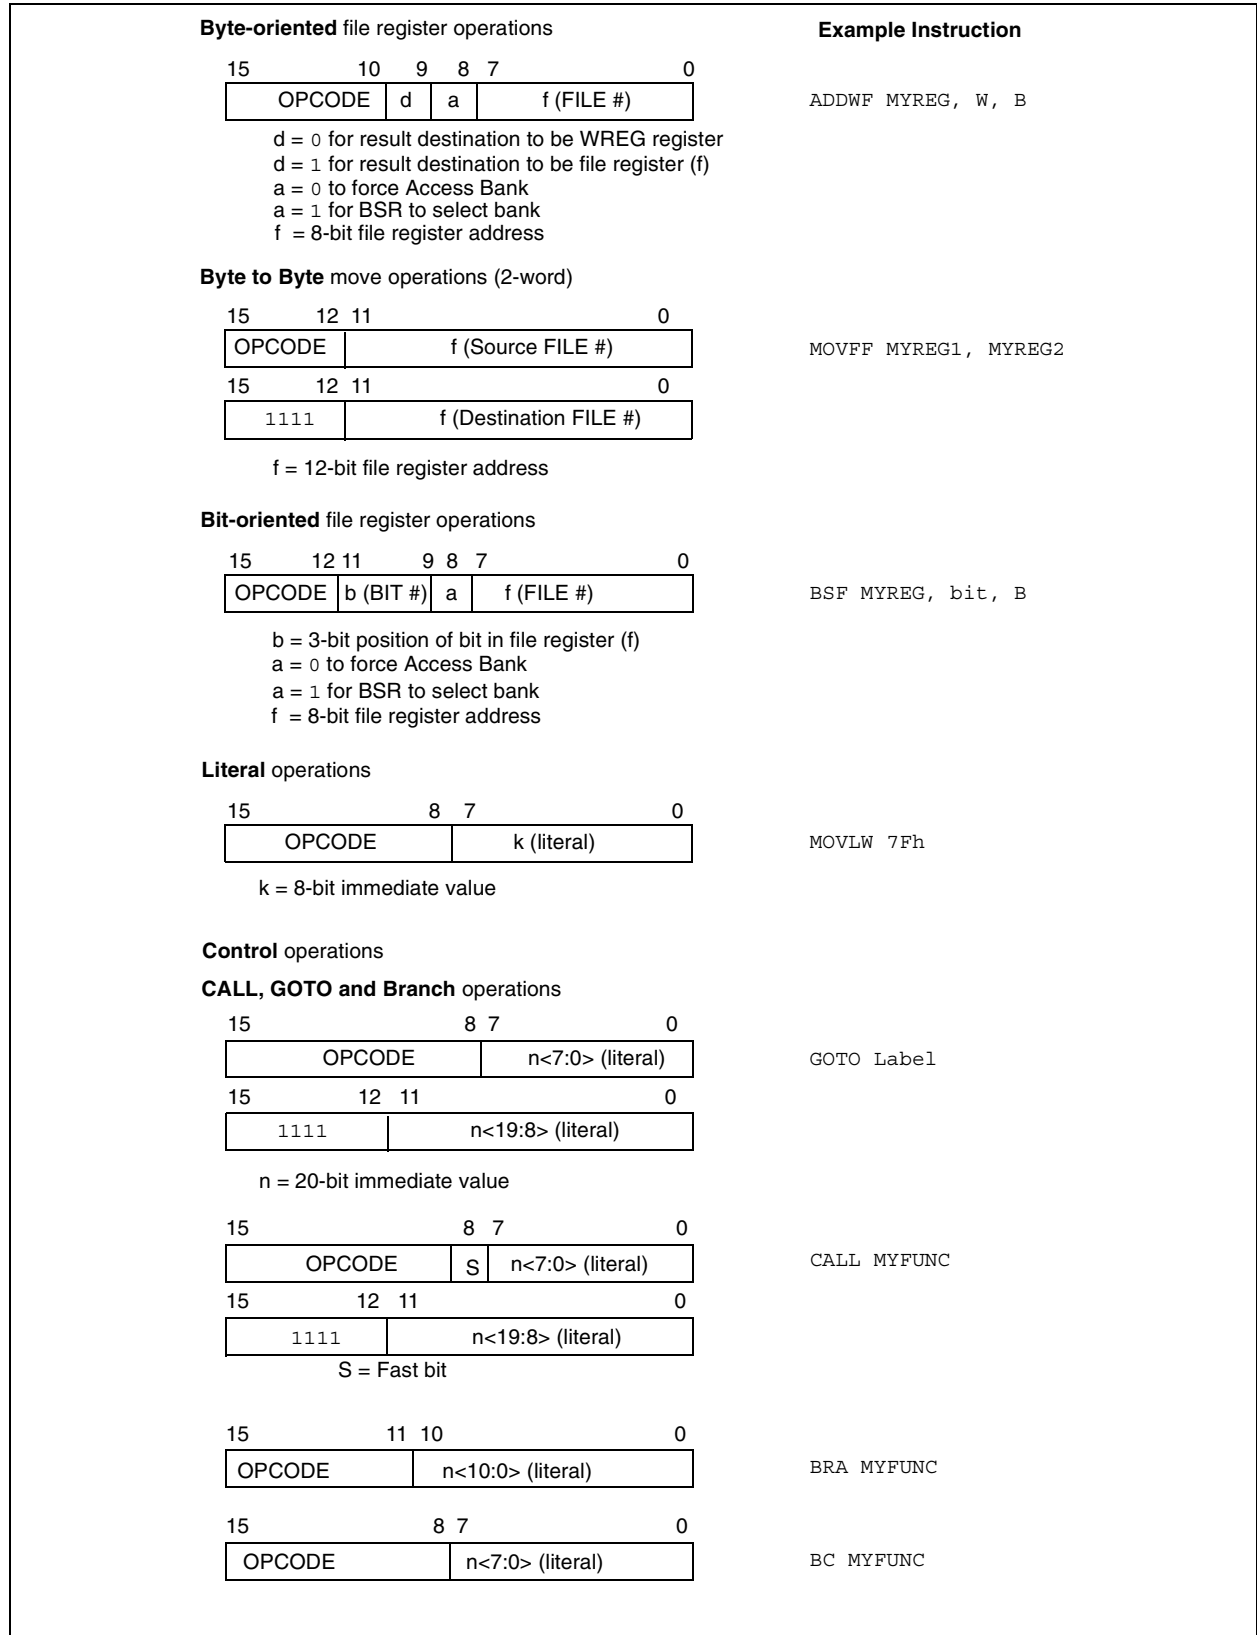 Byte-oriented file register operations Example Instruction
15 10 9 8 7 0
OPCODE d a f (FILE #) ADDWF MYREG, W, B
d = 0 for result destination to be WREG register
d = 1 for result destination to be file register (f)
a = 0 to force Access Bank
a = 1 for BSR to select bank
f = 8-bit file register address
Byte to Byte move operations (2-word)
15 12 11 0
OPCODE f (Source FILE #) MOVFF MYREG1, MYREG2
15 12 11 0
1111 f (Destination FILE #)
f = 12-bit file register address
Bit-oriented file register operations
15 12 11 9 8 7 0
OPCODE b (BIT #) a f (FILE #) BSF MYREG, bit, B
b = 3-bit position of bit in file register (f)
a = 0 to force Access Bank
a = 1 for BSR to select bank
f = 8-bit file register address
Literal operations
15 8 7 0
OPCODE k (literal) MOVLW 7Fh
k = 8-bit immediate value
Control operations
CALL, GOTO and Branch operations
15 8 7 0
OPCODE n<7:0> (literal) GOTO Label
15 12 11 0
1111 n<19:8> (literal)
n = 20-bit immediate value
15 8 7 0
OPCODE S n<7:0> (literal) CALL MYFUNC
15 12 11 0
1111 n<19:8> (literal)
S = Fast bit
15 11 10 0
OPCODE n<10:0> (literal) BRA MYFUNC
15 8 7 0
OPCODE n<7:0> (literal) BC MYFUNC